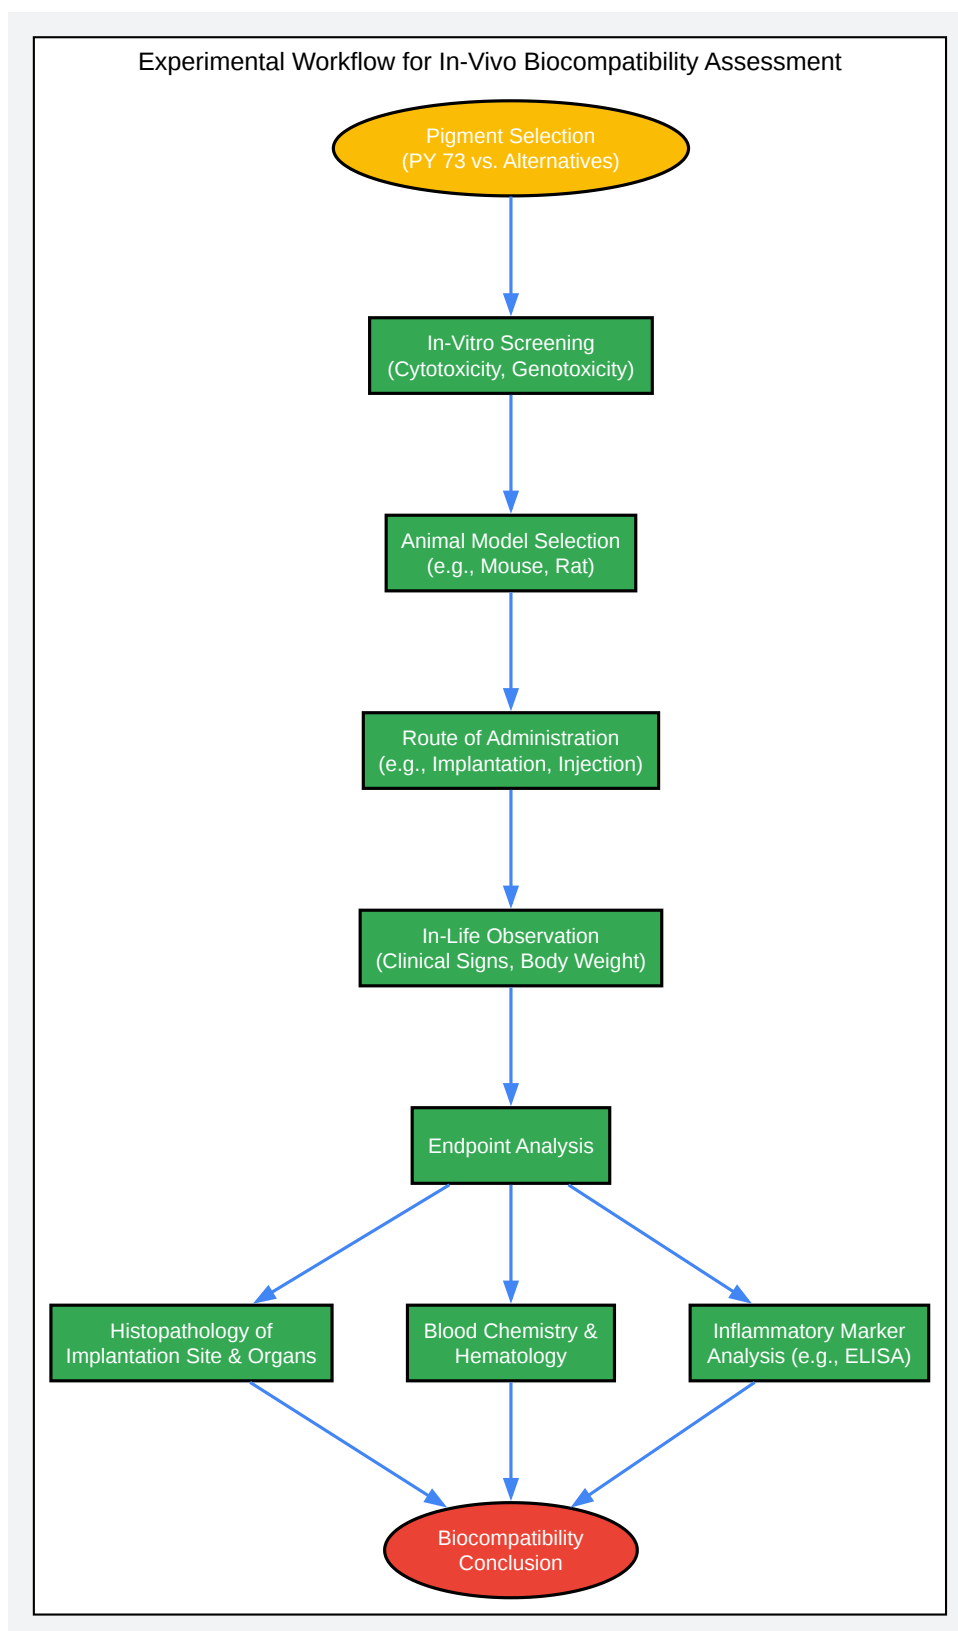 Experimental Workflow for In-Vivo Biocompatibility Assessment
Pigment Selection
(PY 73 vs. Alternatives)
In-Vitro Screening
(Cytotoxicity, Genotoxicity)
Animal Model Selection
(e.g., Mouse, Rat)
Route of Administration
(e.g., Implantation, Injection)
In-Life Observation
(Clinical Signs, Body Weight)
Endpoint Analysis
Histopathology of
Implantation Site & Organs
Blood Chemistry &
Hematology
Inflammatory Marker
Analysis (e.g., ELISA)
Biocompatibility
Conclusion